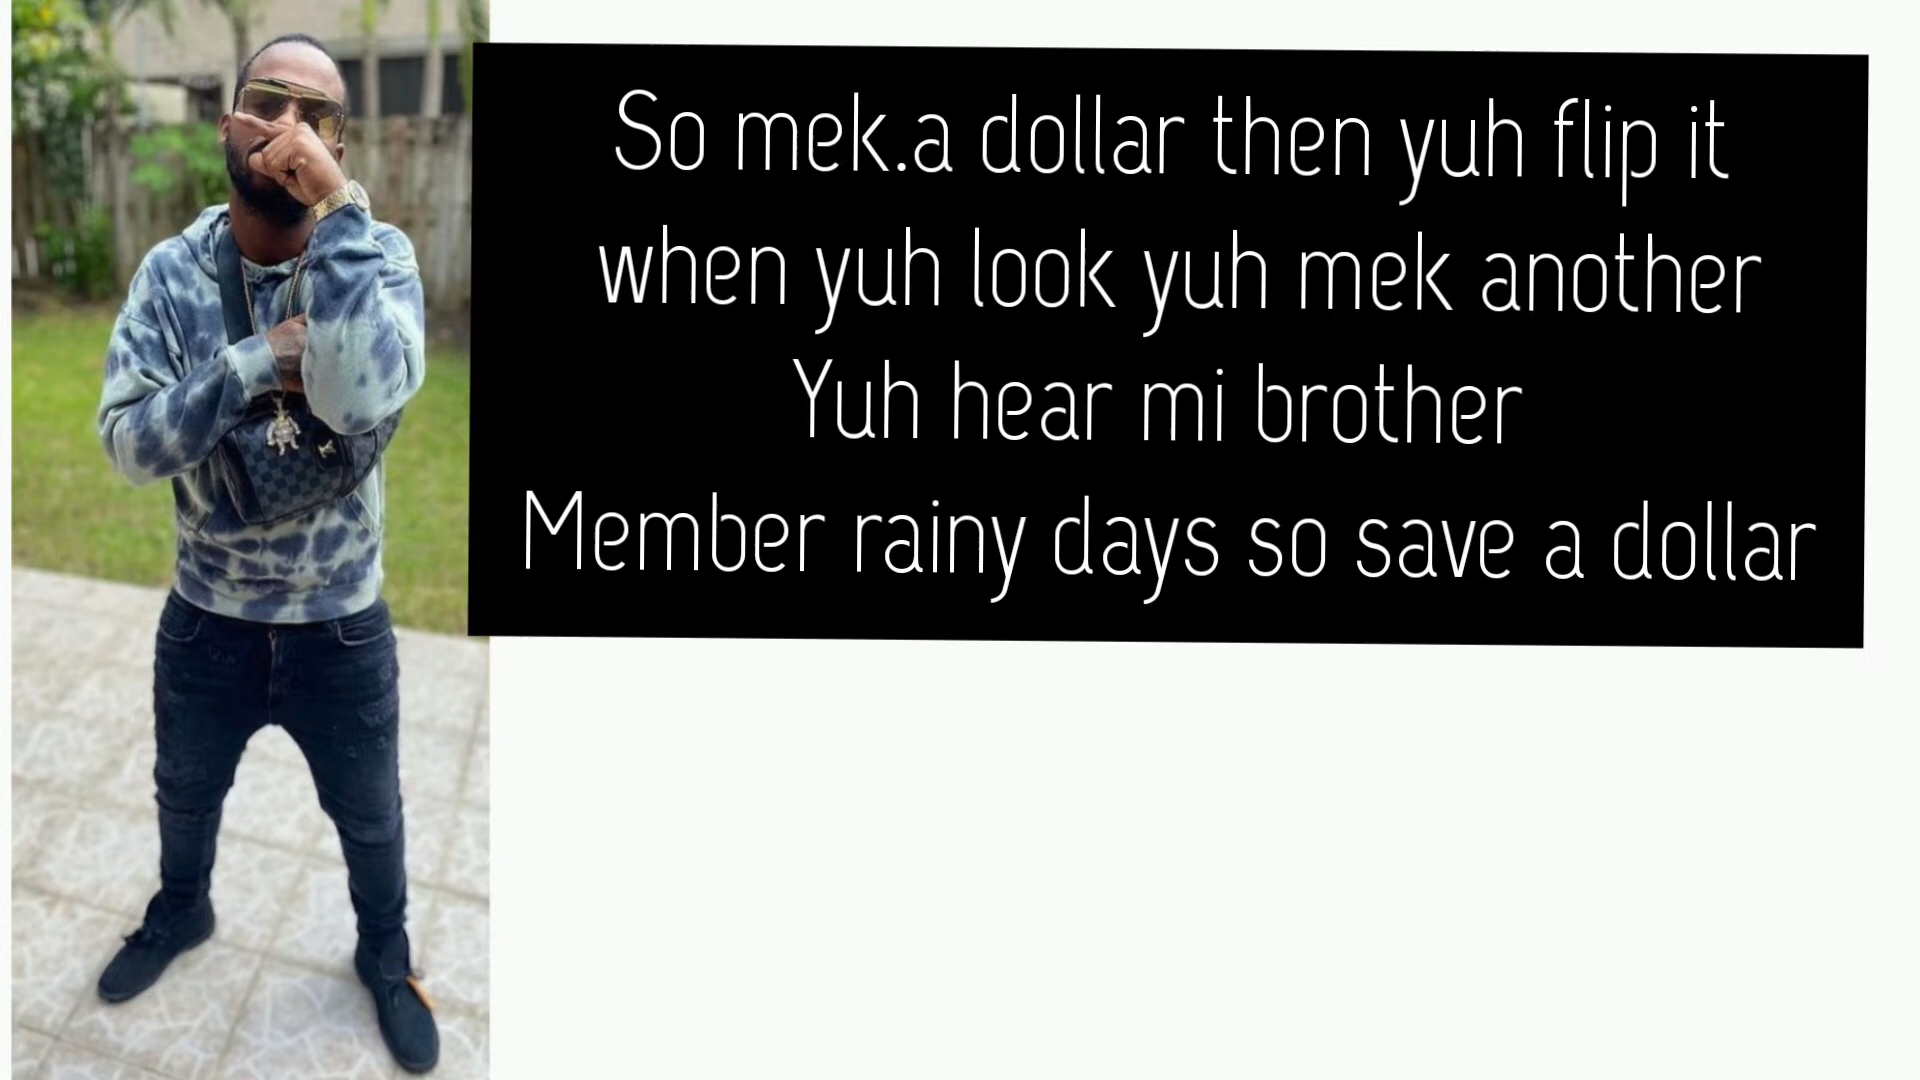 So mek.a dollar then yuh flip it
when yuh look yuh mek another
Yuh hear mi brother
Member rainy days so save a dollar